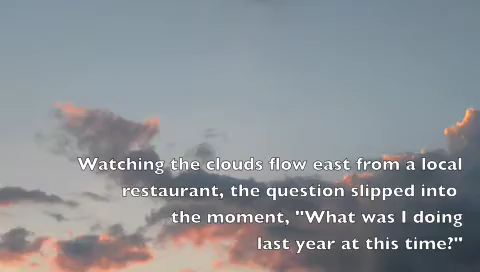 Watching the clouds flow east from a local
restaurant, the question slipped into
the moment, "What was I doing
last year at this time?"